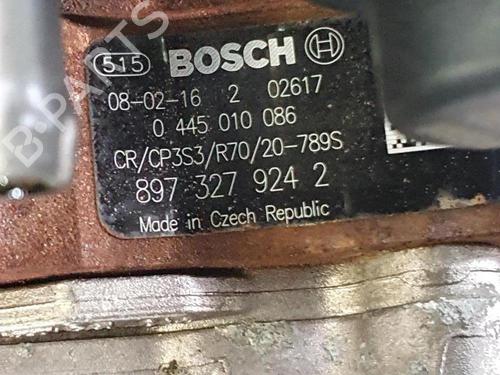 515 BOSCH
08-02-16 2 02617
0 445 010 086
CR/CP3S3/R70/20-789S
897 327 924 2
Made in Czech Republic
B-PARTS